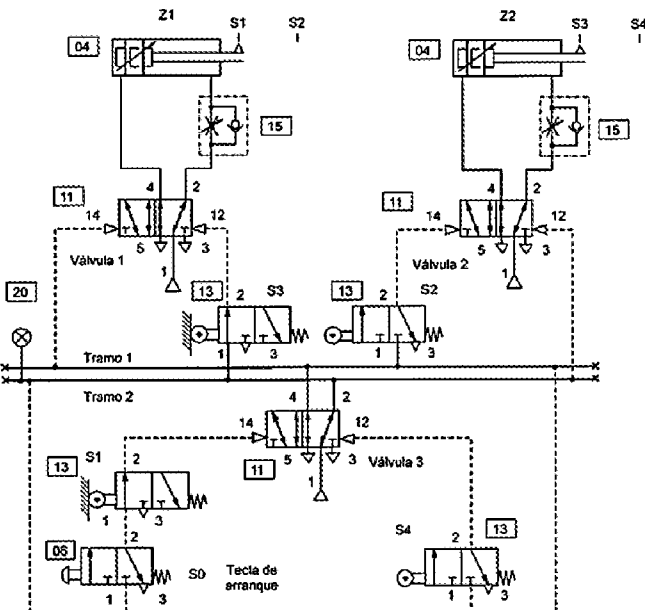 Z1 S1 S2 Z2 S3 S4
04 04
15 15
11 4 2 11 4 2
14 12 14 12
5 3 5 3
Válvula 1 Válvula 2
1 1
20 13 2 S3 13 2 S2
1 3 1 3
Tramo 1
Tramo 2 4 2
14 12
13 S1 2 11 5 3 Válvula 3
1
1 3
06 2 S0 Tecla de S4 2 13
arranque
1 3 1 3